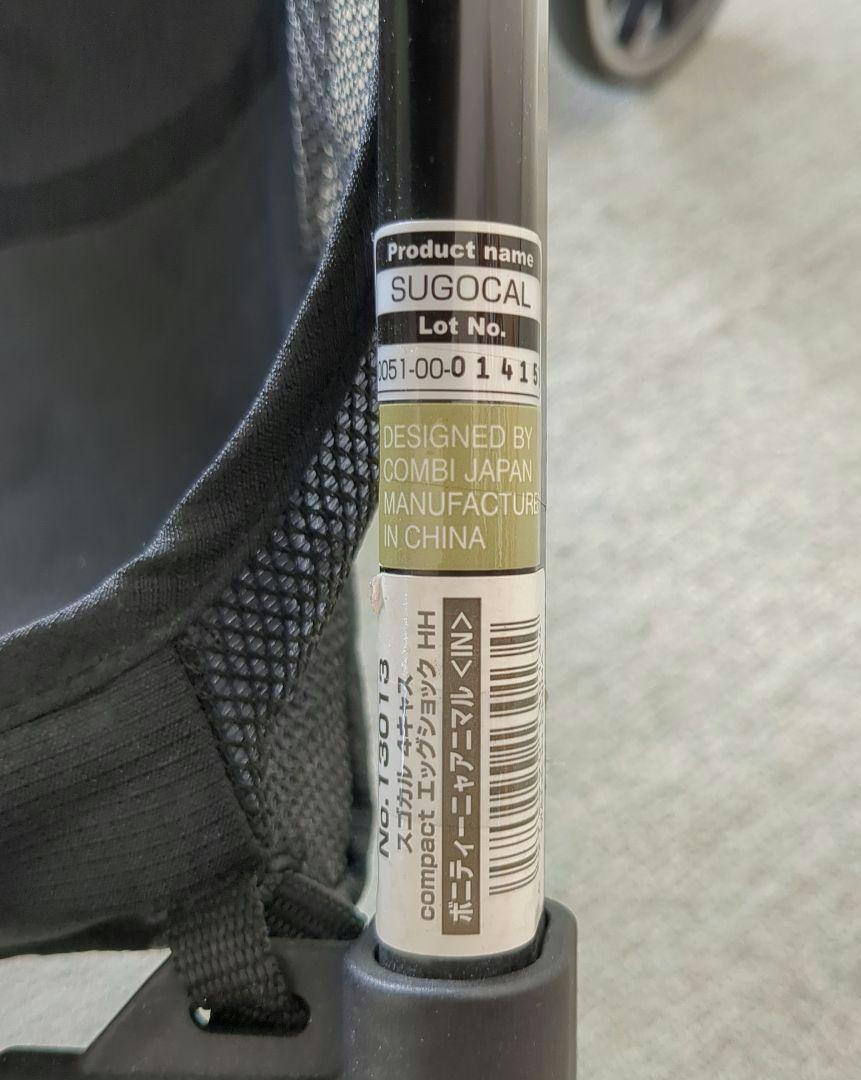 Product name
SUGOCAL
Lot No.
0051-00-01415
DESIGNED BY
COMBI JAPAN
MANUFACTURE
IN CHINA
No.13013
スゴカル 4キャス
compact エッグショック HH
ボニティーニャアニマル<IN>